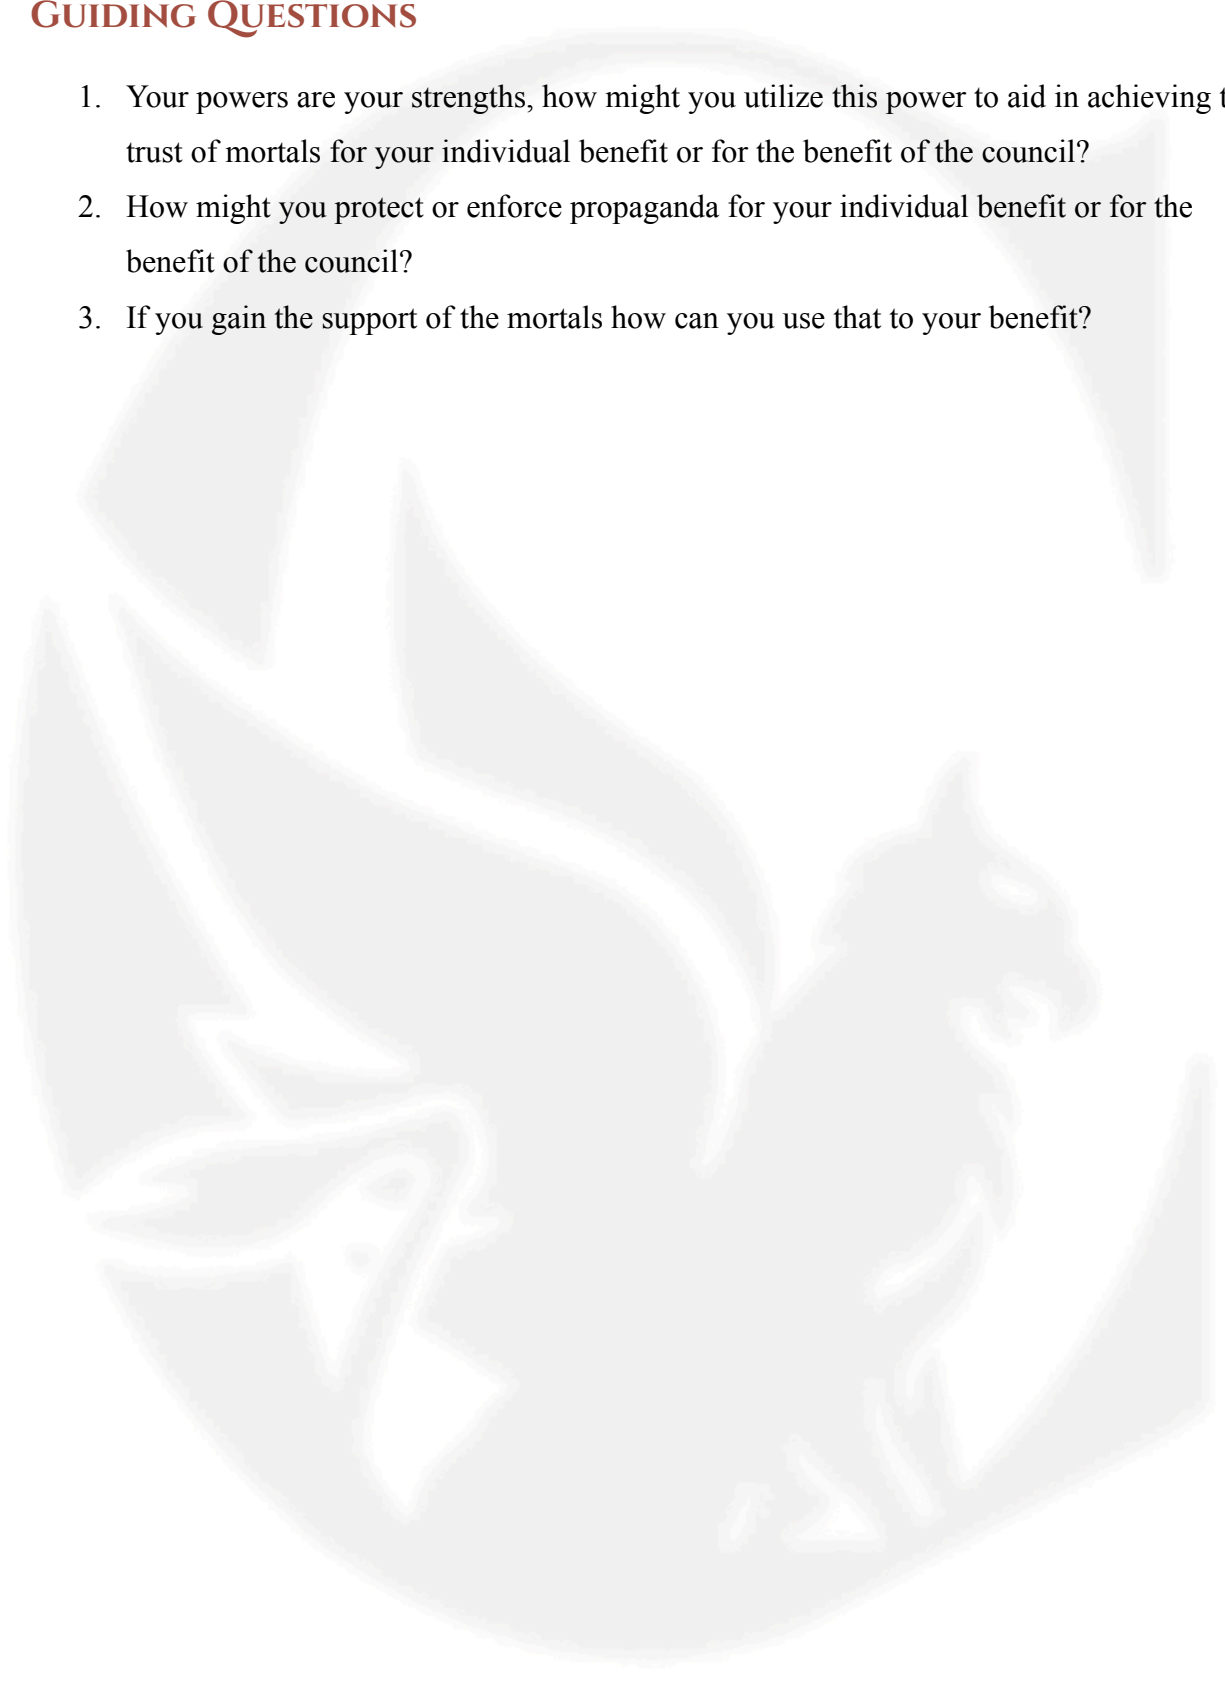 GUIDING QUESTIONS
1. Your powers are your strengths, how might you utilize this power to aid in achieving
trust of mortals for your individual benefit or for the benefit of the council?
2. How might you protect or enforce propaganda for your individual benefit or for the
benefit of the council?
3. If you gain the support of the mortals how can you use that to your benefit?